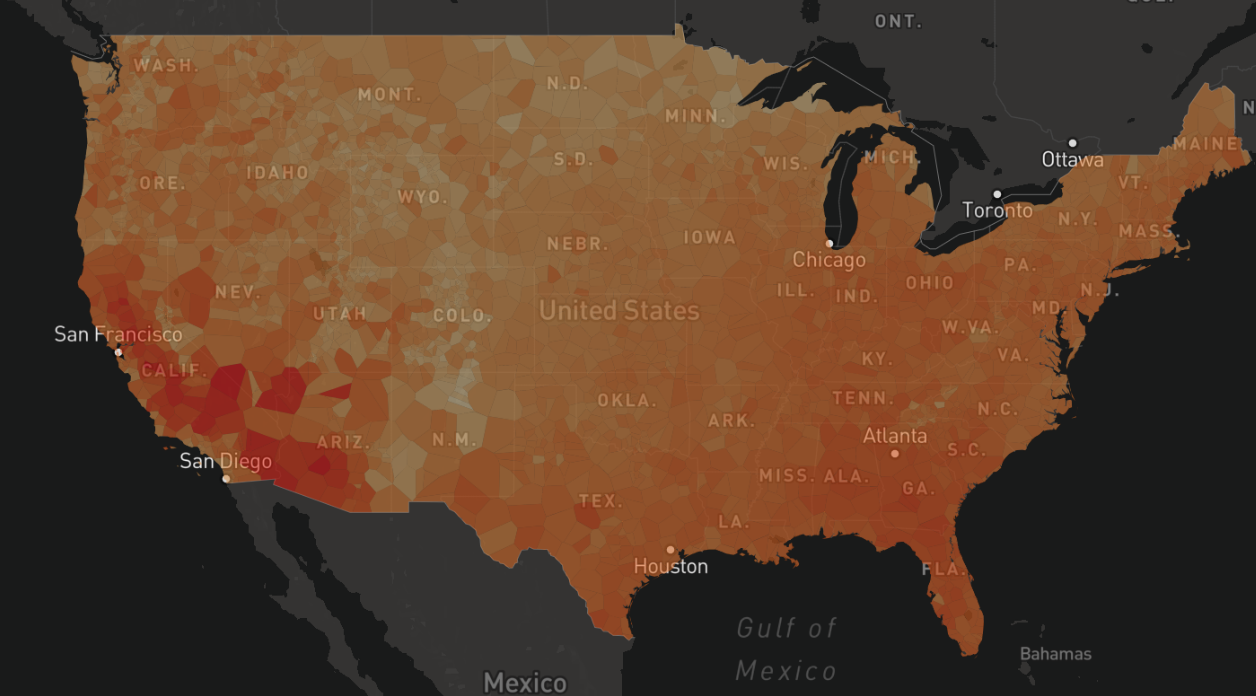 ONT.
WASH.
MONT.
N.D.
MINN.
MAINE
Ottawa
S.D.
WIS.
MICH.
ORE.
IDAHO
WYO.
VT.
Toronto
N.Y.
MASS.
NEBR.
IOWA
Chicago
PA.
NEV.
ILL.
IND.
OHIO
N.J.
UTAH
COLO.
United States
MD.
San Francisco
W.VA.
CALIF.
KY.
VA.
OKLA.
TENN.
N.C.
ARK.
ARIZ.
N.M.
Atlanta
S.C.
San Diego
MISS.
ALA.
GA.
TEX.
LA.
Houston
FLA.
Gulf of
Mexico
Bahamas
Mexico